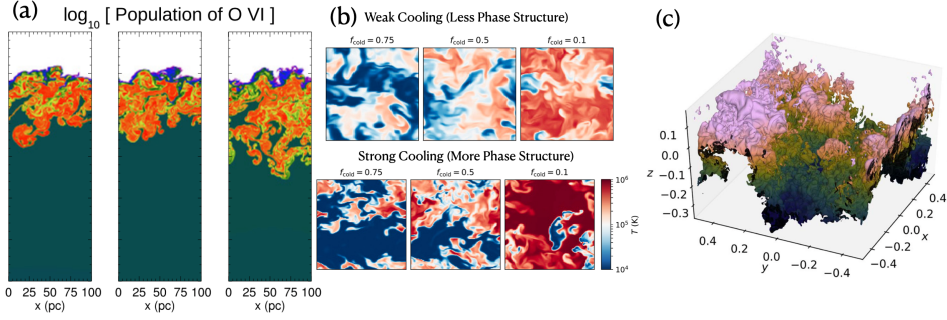 (a)
log10 [ Population of O VI ]
0 25 50 75 100
x (pc)
0 25 50 75 100
x (pc)
0 25 50 75 100
x (pc)
(b)
Weak Cooling (Less Phase Structure)
fcold = 0.75
fcold = 0.5
fcold = 0.1
Strong Cooling (More Phase Structure)
fcold = 0.75
fcold = 0.5
fcold = 0.1
10^6
10^5
10^4
T (K)
(c)
0.1
0.0
−0.1
−0.2
−0.3
z
0.4 0.2 0.0 −0.2 −0.4
y
−0.4 −0.2 0.0 0.2 0.4
x